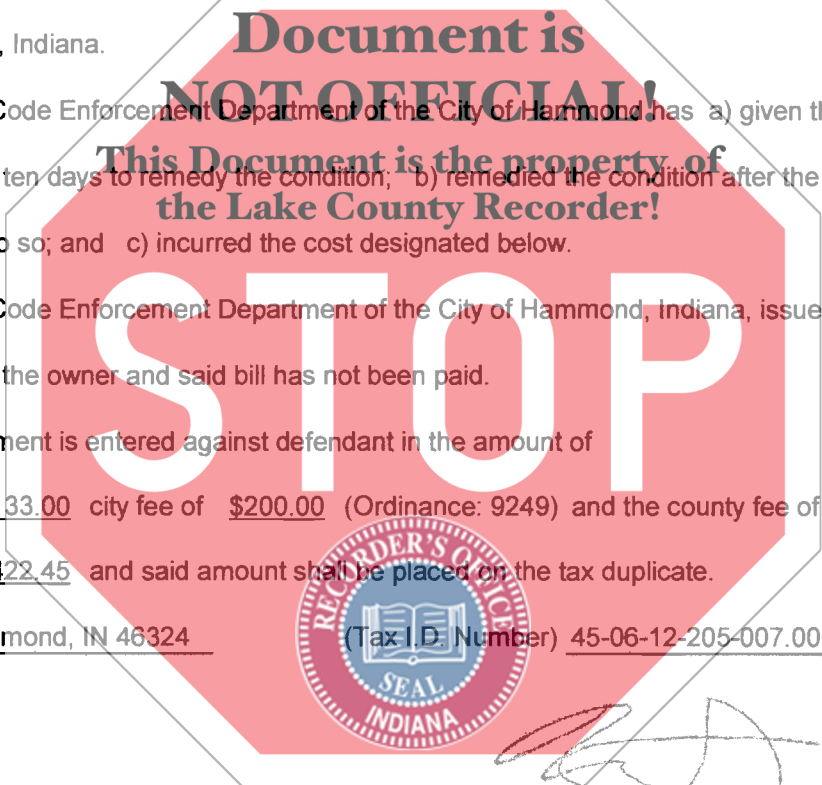 Document is
, Indiana.
NOT OFFICIAL!
Code Enforcement Department of the City of Hammond has a) given th
This Document is the property of
ten days to remedy the condition; b) remedied the condition after the
the Lake County Recorder!
o so; and c) incurred the cost designated below.
STOP
Code Enforcement Department of the City of Hammond, Indiana, issue
the owner and said bill has not been paid.
ment is entered against defendant in the amount of
33.00 city fee of $200.00 (Ordinance: 9249) and the county fee of
422.45 and said amount shall be placed on the tax duplicate.
mond, IN 46324 (Tax I.D. Number) 45-06-12-205-007.00
RECORDER'S OFFICE
SEAL
INDIANA